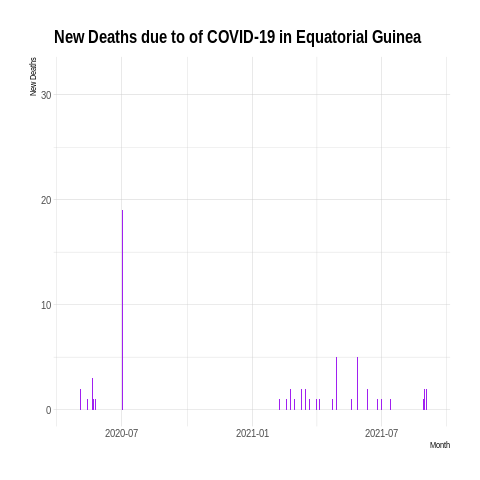 New Deaths due to of COVID-19 in Equatorial Guinea
New Deaths
30
20
10
0
2020-07
2021-01
2021-07
Month